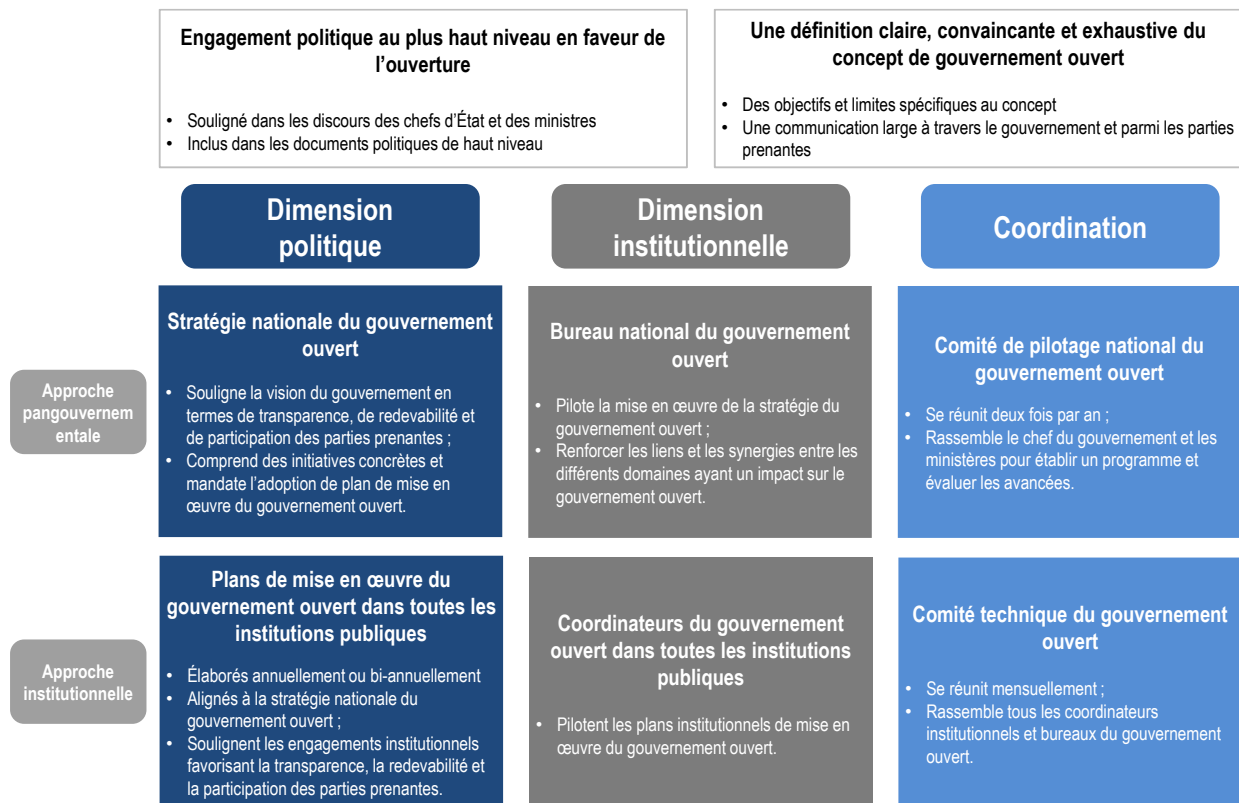 Engagement politique au plus haut niveau en faveur de
l'ouverture
• Souligné dans les discours des chefs d'État et des ministres
• Inclus dans les documents politiques de haut niveau
Une définition claire, convaincante et exhaustive du
concept de gouvernement ouvert
• Des objectifs et limites spécifiques au concept
• Une communication large à travers le gouvernement et parmi les parties
prenantes
Dimension
politique
Dimension
institutionnelle
Coordination
Approche
pangouvernem
entale
Stratégie nationale du gouvernement
ouvert
• Souligne la vision du gouvernement en
termes de transparence, de redevabilité et
de participation des parties prenantes ;
• Comprend des initiatives concrètes et
mandate l'adoption de plan de mise en
œuvre du gouvernement ouvert.
Bureau national du gouvernement
ouvert
• Pilote la mise en œuvre de la stratégie du
gouvernement ouvert ;
• Renforcer les liens et les synergies entre les
différents domaines ayant un impact sur le
gouvernement ouvert.
Comité de pilotage national du
gouvernement ouvert
• Se réunit deux fois par an ;
• Rassemble le chef du gouvernement et les
ministères pour établir un programme et
évaluer les avancées.
Approche
institutionnelle
Plans de mise en œuvre du
gouvernement ouvert dans toutes les
institutions publiques
• Élaborés annuellement ou bi-annuellement
• Alignés à la stratégie nationale du
gouvernement ouvert ;
• Soulignent les engagements institutionnels
favorisant la transparence, la redevabilité et
la participation des parties prenantes.
Coordinateurs du gouvernement
ouvert dans toutes les institutions
publiques
• Pilotent les plans institutionnels de mise en
œuvre du gouvernement ouvert.
Comité technique du gouvernement
ouvert
• Se réunit mensuellement ;
• Rassemble tous les coordinateurs
institutionnels et bureaux du gouvernement
ouvert.